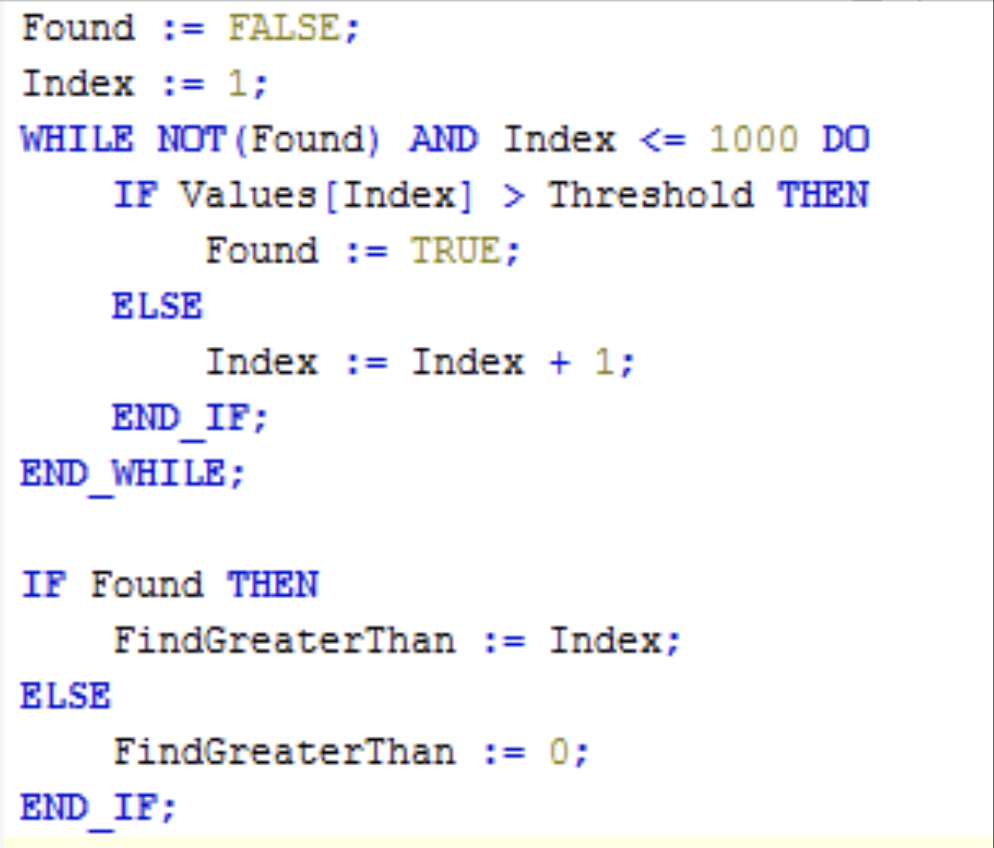 Found := FALSE;
Index := 1;
WHILE NOT(Found) AND Index <= 1000 DO
    IF Values[Index] > Threshold THEN
        Found := TRUE;
    ELSE
        Index := Index + 1;
    END_IF;
END_WHILE;

IF Found THEN
    FindGreaterThan := Index;
ELSE
    FindGreaterThan := 0;
END_IF;